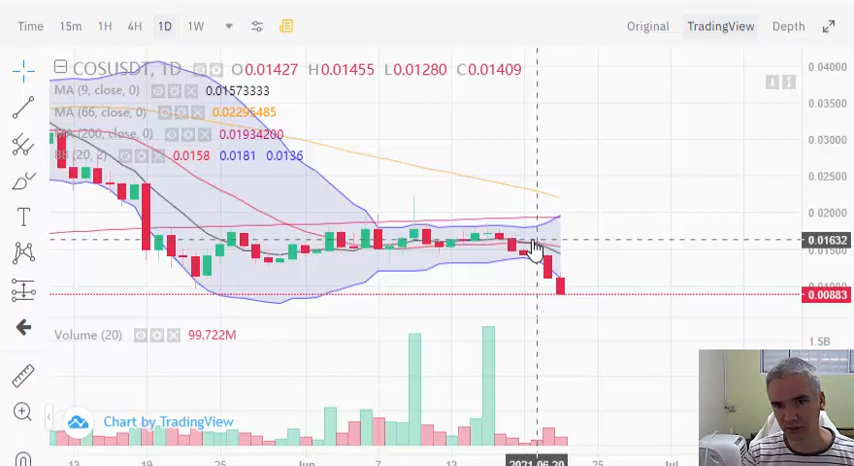 Time 15m 1H 4H 1D 1W Original TradingView Depth
COSUSDT, 1D O0.01427 H0.01455 L0.01280 C0.01409
MA (9, close, 0) 0.01573333
MA (66, close, 0) 0.02295485
MA (200, close, 0) 0.01934200
BB (20, 2) 0.0158 0.0181 0.0136
0.04000
0.03500
0.03000
0.02500
0.02000
0.01632
0.00883
Volume (20) 99.722M
1.5B
Chart by TradingView
13 19 25 Jun 7 13 2021.06.20 25 Jul